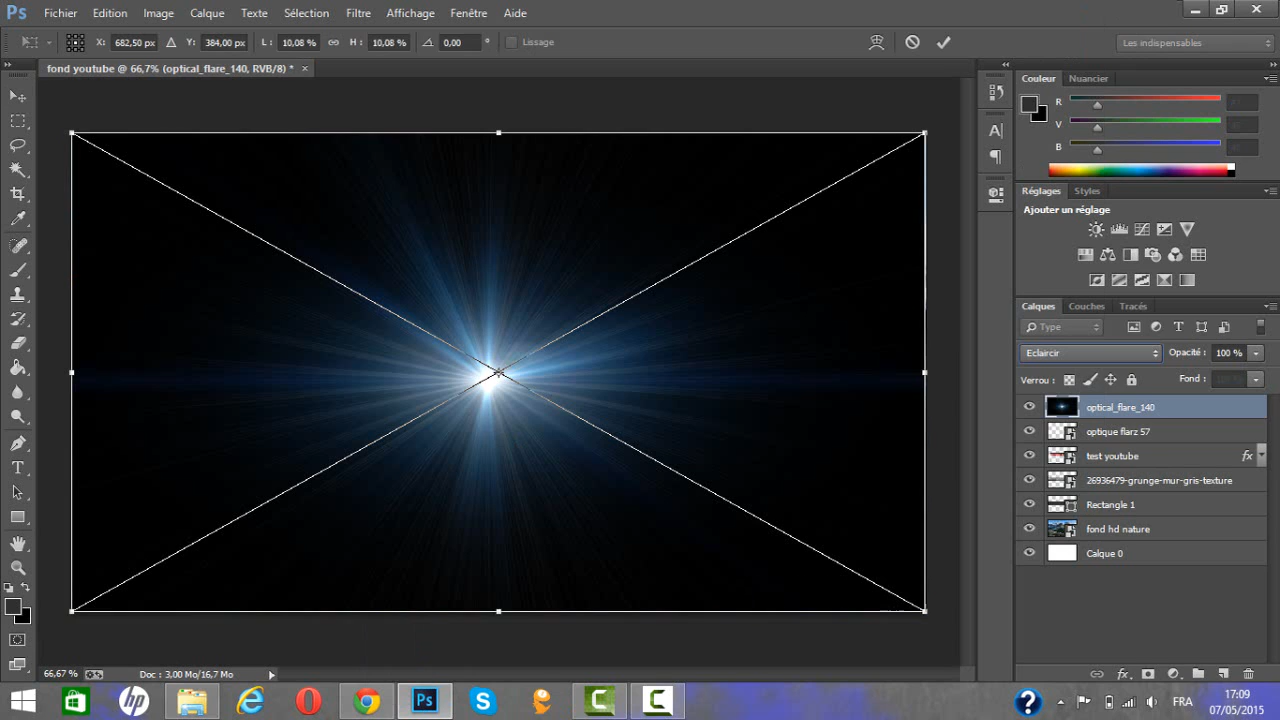 Ps Fichier Edition Image Calque Texte Sélection Filtre Affichage Fenêtre Aide
X: 682,50 px Y: 384,00 px L: 10,08 % H: 10,08 % 0,00 ° Lissage Les indispensables
fond youtube @ 66,7% (optical_flare_140, RVB/8) * ×
Couleur Nuancier
R
V
B
Réglages Styles
Ajouter un réglage
Calques Couches Tracés
Type
Eclaircir Opacité : 100 %
Verrou : Fond :
optical_flare_140
optique flarz 57
test youtube fx
26936479-grunge-mur-gris-texture
Rectangle 1
fond hd nature
Calque 0
66,67 % Doc : 3,00 Mo/16,7 Mo
hp Ps FRA 17:09
07/05/2015